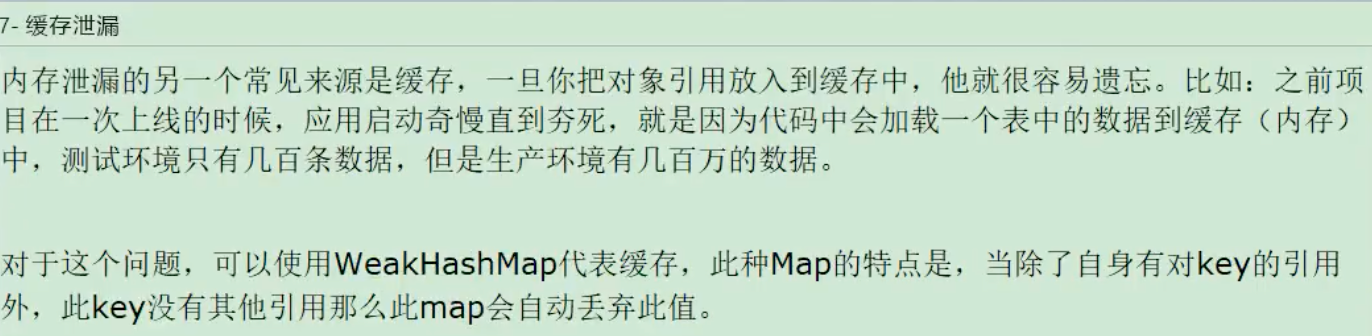 7- 缓存泄漏
内存泄漏的另一个常见来源是缓存，一旦你把对象引用放入到缓存中，他就很容易遗忘。比如：之前项
目在一次上线的时候，应用启动奇慢直到夯死，就是因为代码中会加载一个表中的数据到缓存（内存）
中，测试环境只有几百条数据，但是生产环境有几百万的数据。
对于这个问题，可以使用WeakHashMap代表缓存，此种Map的特点是，当除了自身有对key的引用
外，此key没有其他引用那么此map会自动丢弃此值。